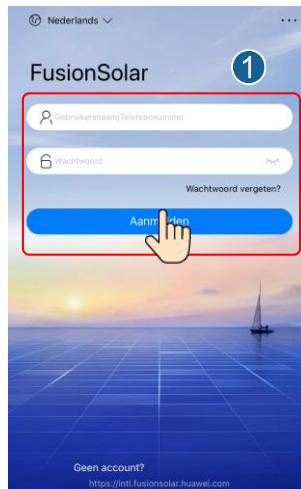 Nederlands
...
FusionSolar
1
Gebruikersnaam/Telefoonnummer
Wachtwoord
Wachtwoord vergeten?
Aanmelden
Geen account?
https://intl.fusionsolar.huawei.com